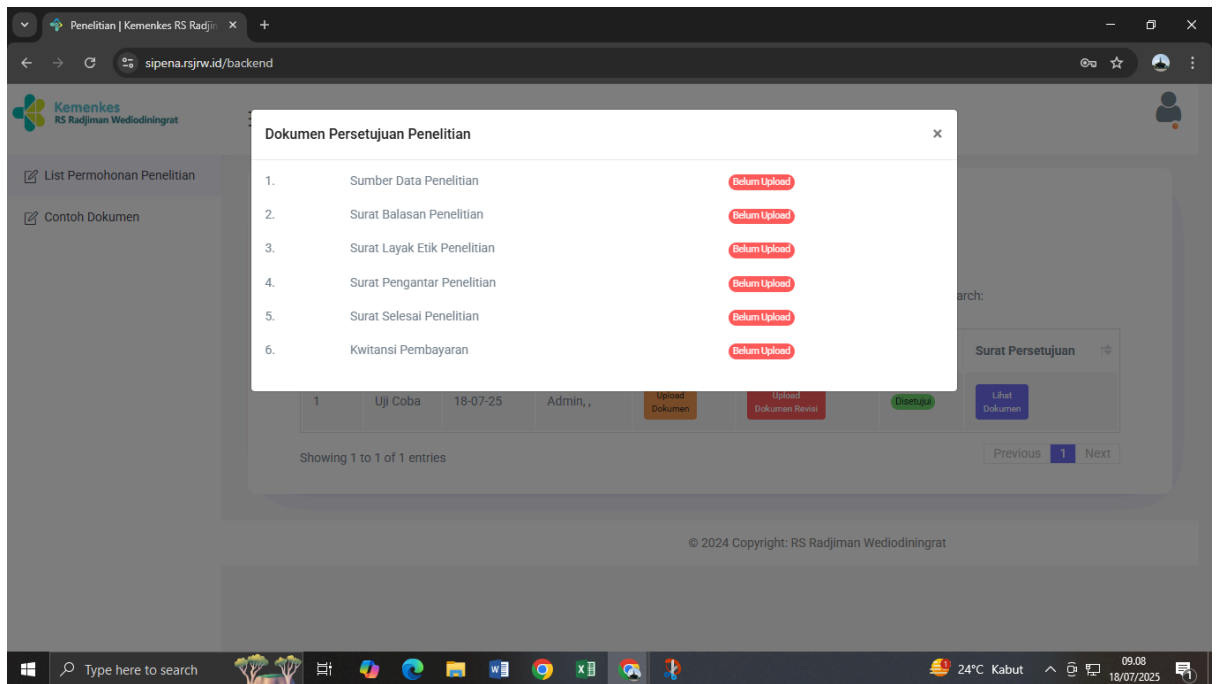 Penelitian | Kemenkes RS Radjim
sipena.rsjrw.id/backend
Kemenkes
RS Radjiman Wediodiningrat
List Permohonan Penelitian
Contoh Dokumen
Dokumen Persetujuan Penelitian ×
1. Sumber Data Penelitian Belum Upload
2. Surat Balasan Penelitian Belum Upload
3. Surat Layak Etik Penelitian Belum Upload
4. Surat Pengantar Penelitian Belum Upload
5. Surat Selesai Penelitian Belum Upload
6. Kwitansi Pembayaran Belum Upload
arch:
Surat Persetujuan
1 Uji Coba 18-07-25 Admin, , Upload Dokumen Upload Dokumen Revisi Disetujui Lihat Dokumen
Showing 1 to 1 of 1 entries
Previous 1 Next
© 2024 Copyright: RS Radjiman Wediodiningrat
Type here to search
24°C Kabut
09.08
18/07/2025